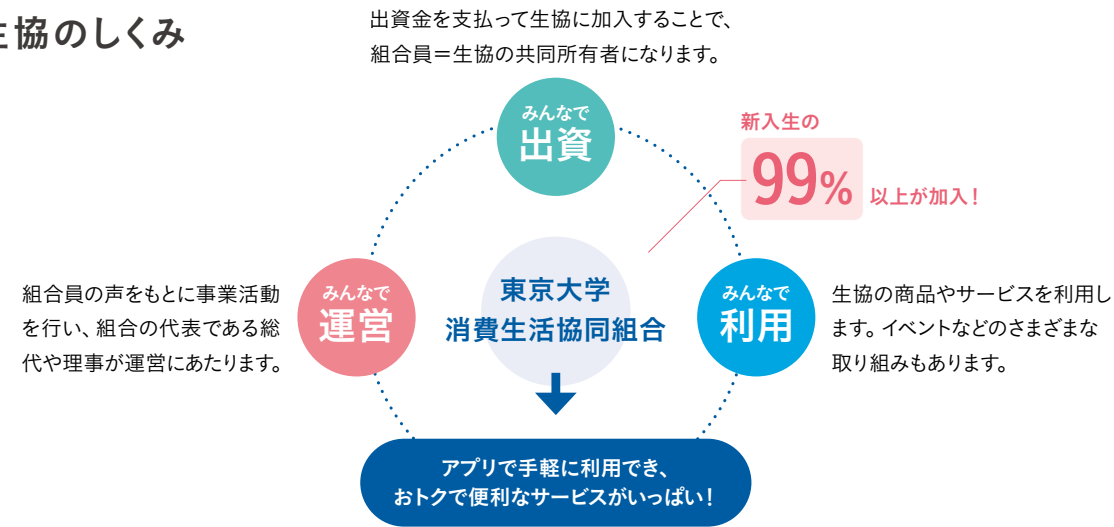 協のしくみ
出資金を支払って生協に加入することで、
組合員＝生協の共同所有者になります。
みんなで
出資
新入生の
99%
以上が加入！
組合員の声をもとに事業活動
を行い、組合の代表である総
代や理事が運営にあたります。
みんなで
運営
東京大学
消費生活協同組合
みんなで
利用
生協の商品やサービスを利用し
ます。イベントなどのさまざまな
取り組みもあります。
アプリで手軽に利用でき、
おトクで便利なサービスがいっぱい！